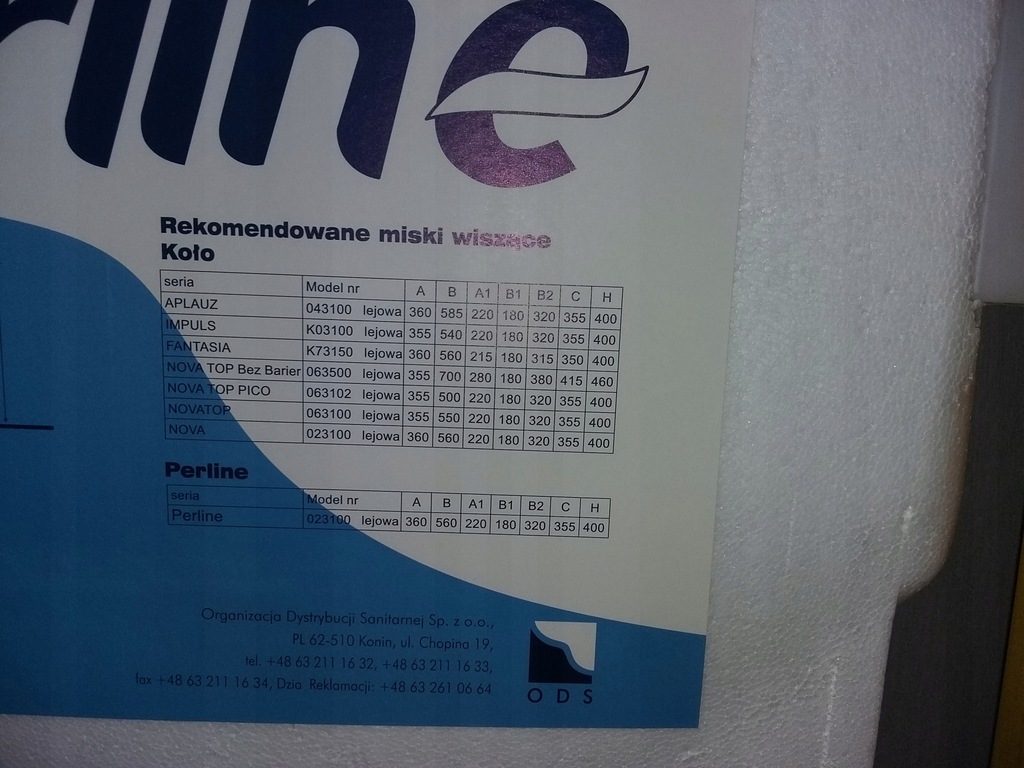 rline
Rekomendowane miski wiszące
Koło
seria Model nr A B A1 B1 B2 C H
APLAUZ 043100 lejowa 360 585 220 180 320 355 400
IMPULS K03100 lejowa 355 540 220 180 320 355 400
FANTASIA K73150 lejowa 360 560 215 180 315 350 400
NOVA TOP Bez Barier 063500 lejowa 355 700 280 180 380 415 460
NOVA TOP PICO 063102 lejowa 355 500 220 180 320 355 400
NOVATOP 063100 lejowa 355 550 220 180 320 355 400
NOVA 023100 lejowa 360 560 220 180 320 355 400
Perline
seria Model nr A B A1 B1 B2 C H
Perline 023100 lejowa 360 560 220 180 320 355 400
Organizacja Dystrybucji Sanitarnej Sp. z o.o.,
PL 62-510 Konin, ul. Chopina 19,
tel. +48 63 211 16 32, +48 63 211 16 33,
fax +48 63 211 16 34, Dzia Reklamacji: +48 63 261 06 64
ODS